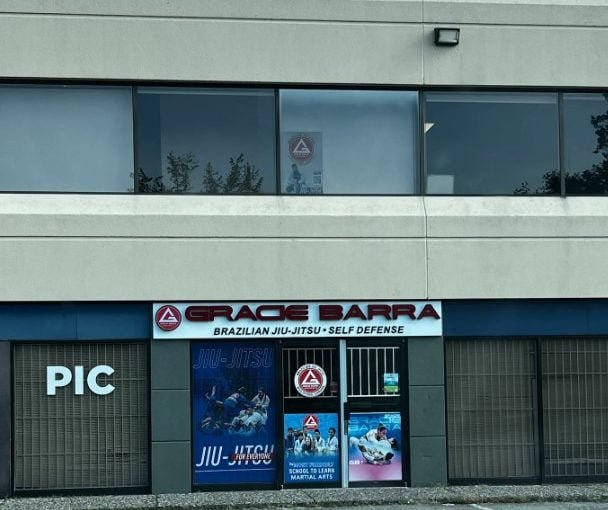 GRACIE BARRA
BRAZILIAN JIU-JITSU • SELF DEFENSE
PIC
JIU-JITSU
JIU-JITSU
FOR EVERYONE
SCHOOL TO LEARN
MARTIAL ARTS